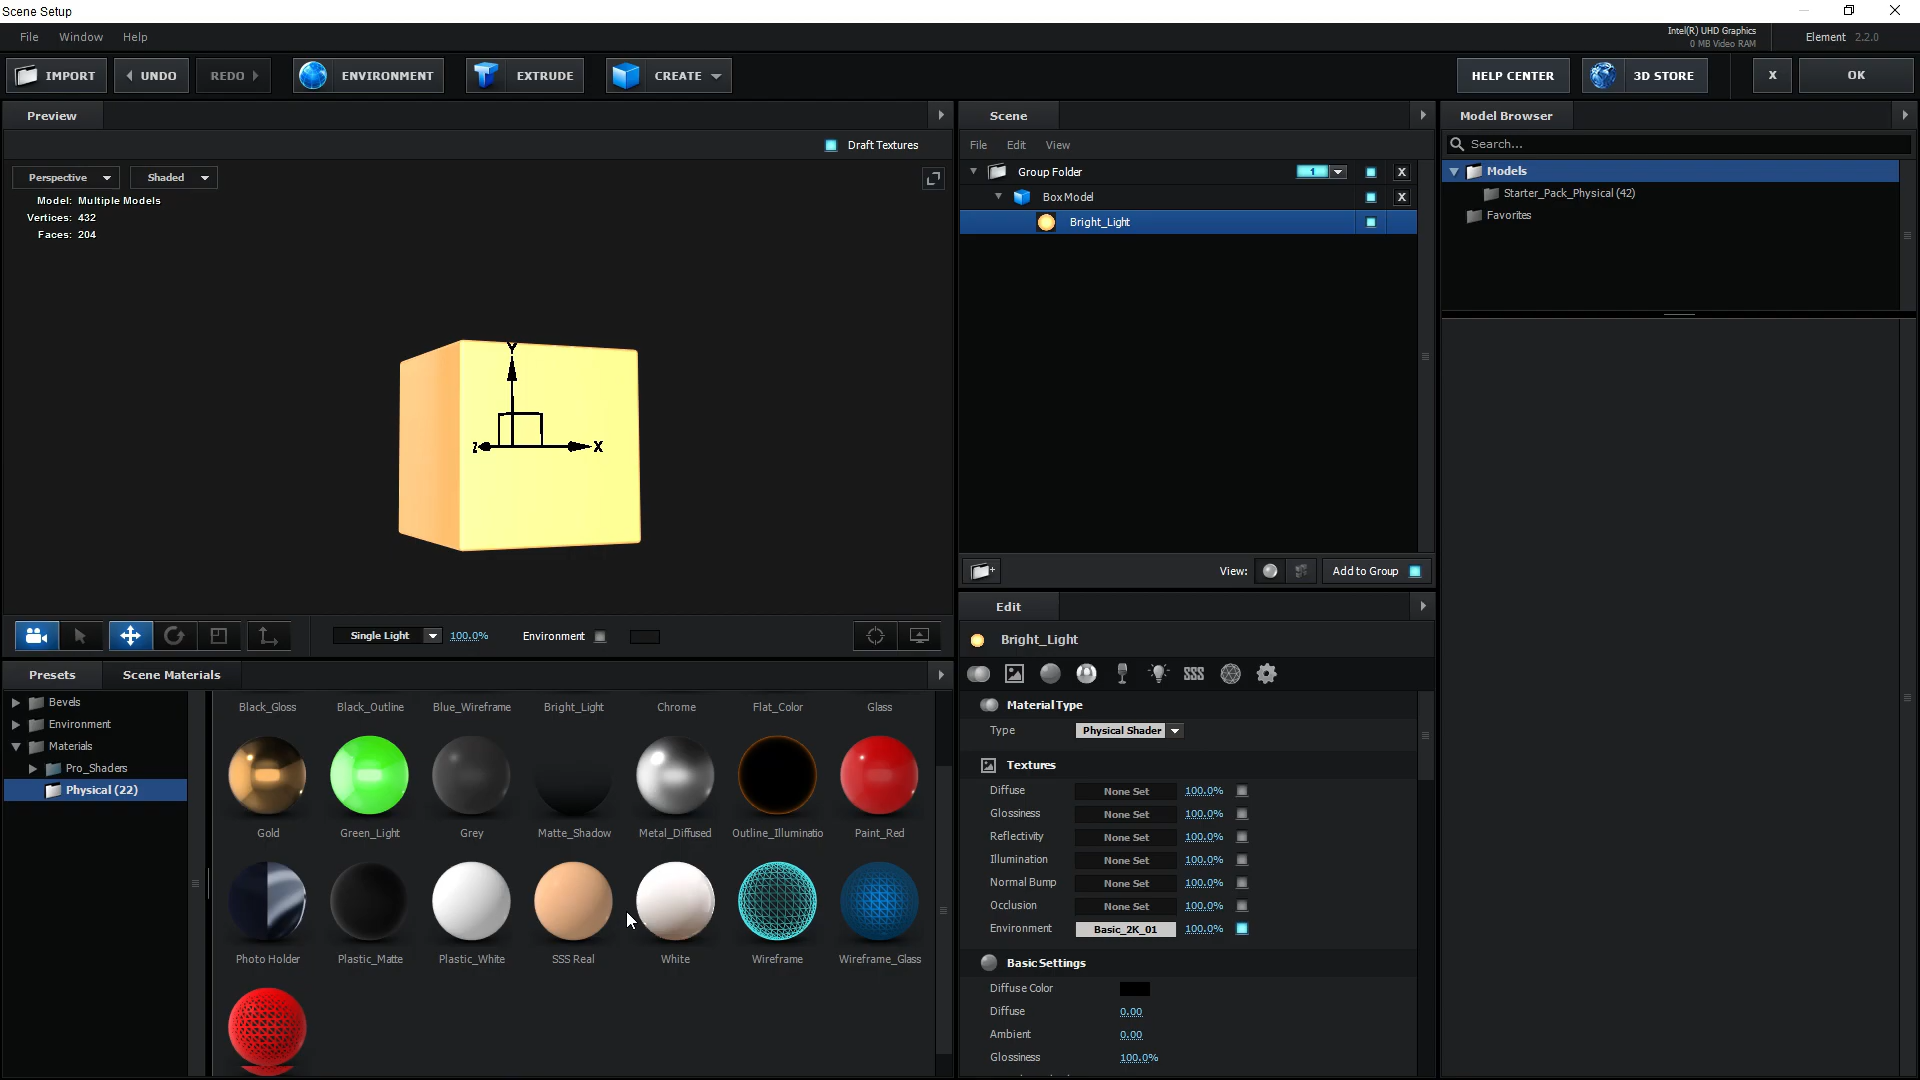 Scene Setup
File Window Help
Intel(R) UHD Graphics
0 MB Video RAM
Element 2.2.0
IMPORT UNDO REDO ENVIRONMENT EXTRUDE CREATE HELP CENTER 3D STORE X OK
Preview
Draft Textures
Perspective Shaded
Model: Multiple Models
Vertices: 432
Faces: 204
Y
Z X
Single Light 100.0% Environment
Scene
File Edit View
Group Folder 1 X
Box Model X
Bright_Light
View: Add to Group
Model Browser
Search...
Models
Starter_Pack_Physical (42)
Favorites
Presets Scene Materials
Bevels
Environment
Materials
Pro_Shaders
Physical (22)
Black_Gloss Black_Outline Blue_Wireframe Bright_Light Chrome Flat_Color Glass
Gold Green_Light Grey Matte_Shadow Metal_Diffused Outline_Illuminatio Paint_Red
Photo Holder Plastic_Matte Plastic_White SSS Real White Wireframe Wireframe_Glass
Edit
Bright_Light
SSS
Material Type
Type Physical Shader
Textures
Diffuse None Set 100.0%
Glossiness None Set 100.0%
Reflectivity None Set 100.0%
Illumination None Set 100.0%
Normal Bump None Set 100.0%
Occlusion None Set 100.0%
Environment Basic_2K_01 100.0%
Basic Settings
Diffuse Color
Diffuse 0.00
Ambient 0.00
Glossiness 100.0%